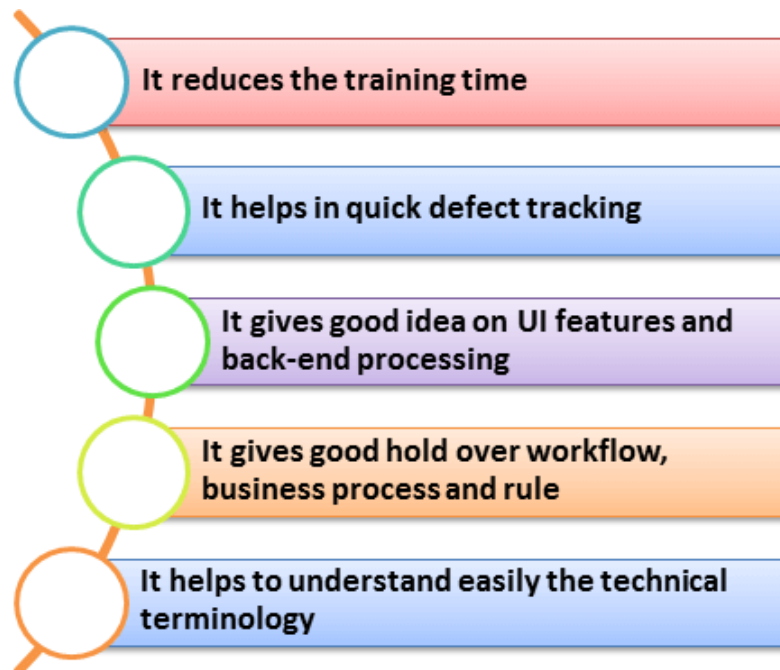 It reduces the training time
It helps in quick defect tracking
It gives good idea on UI features and
back-end processing
It gives good hold over workflow,
business process and rule
It helps to understand easily the technical
terminology